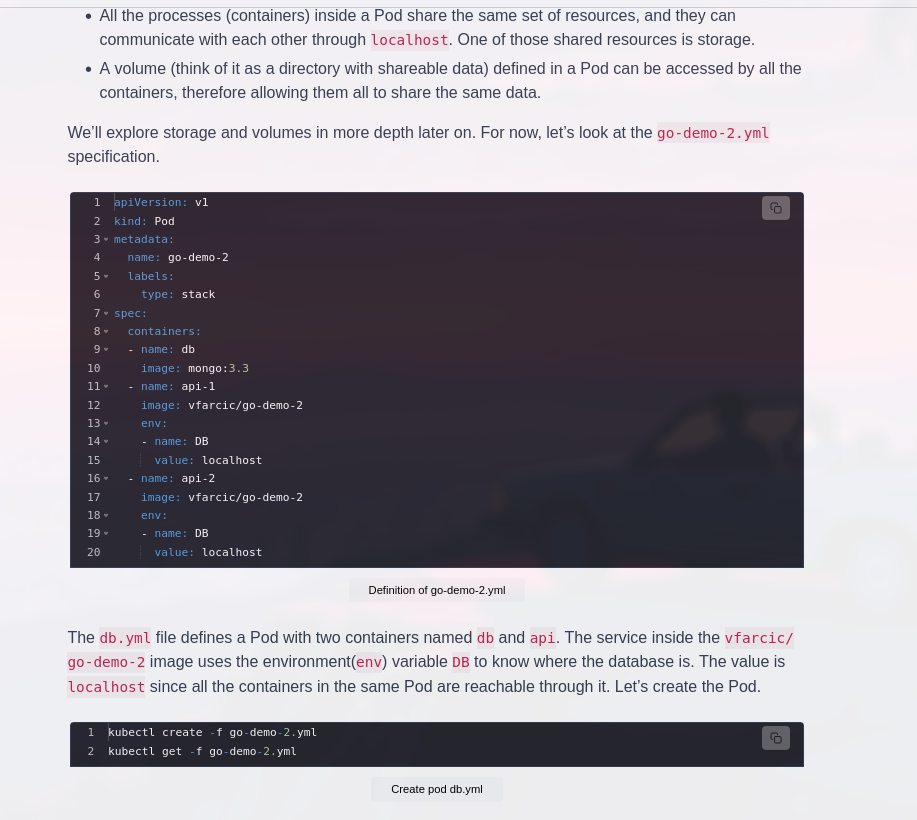 • All the processes (containers) inside a Pod share the same set of resources, and they can
communicate with each other through localhost. One of those shared resources is storage.
• A volume (think of it as a directory with shareable data) defined in a Pod can be accessed by all the
containers, therefore allowing them all to share the same data.
We’ll explore storage and volumes in more depth later on. For now, let’s look at the go-demo-2.yml
specification.
1 apiVersion: v1
2 kind: Pod
3 metadata:
4   name: go-demo-2
5   labels:
6     type: stack
7 spec:
8   containers:
9   - name: db
10     image: mongo:3.3
11   - name: api-1
12     image: vfarcic/go-demo-2
13     env:
14     - name: DB
15       value: localhost
16   - name: api-2
17     image: vfarcic/go-demo-2
18     env:
19     - name: DB
20       value: localhost
Definition of go-demo-2.yml
The db.yml file defines a Pod with two containers named db and api. The service inside the vfarcic/
go-demo-2 image uses the environment(env) variable DB to know where the database is. The value is
localhost since all the containers in the same Pod are reachable through it. Let’s create the Pod.
1 kubectl create -f go-demo-2.yml
2 kubectl get -f go-demo-2.yml
Create pod db.yml